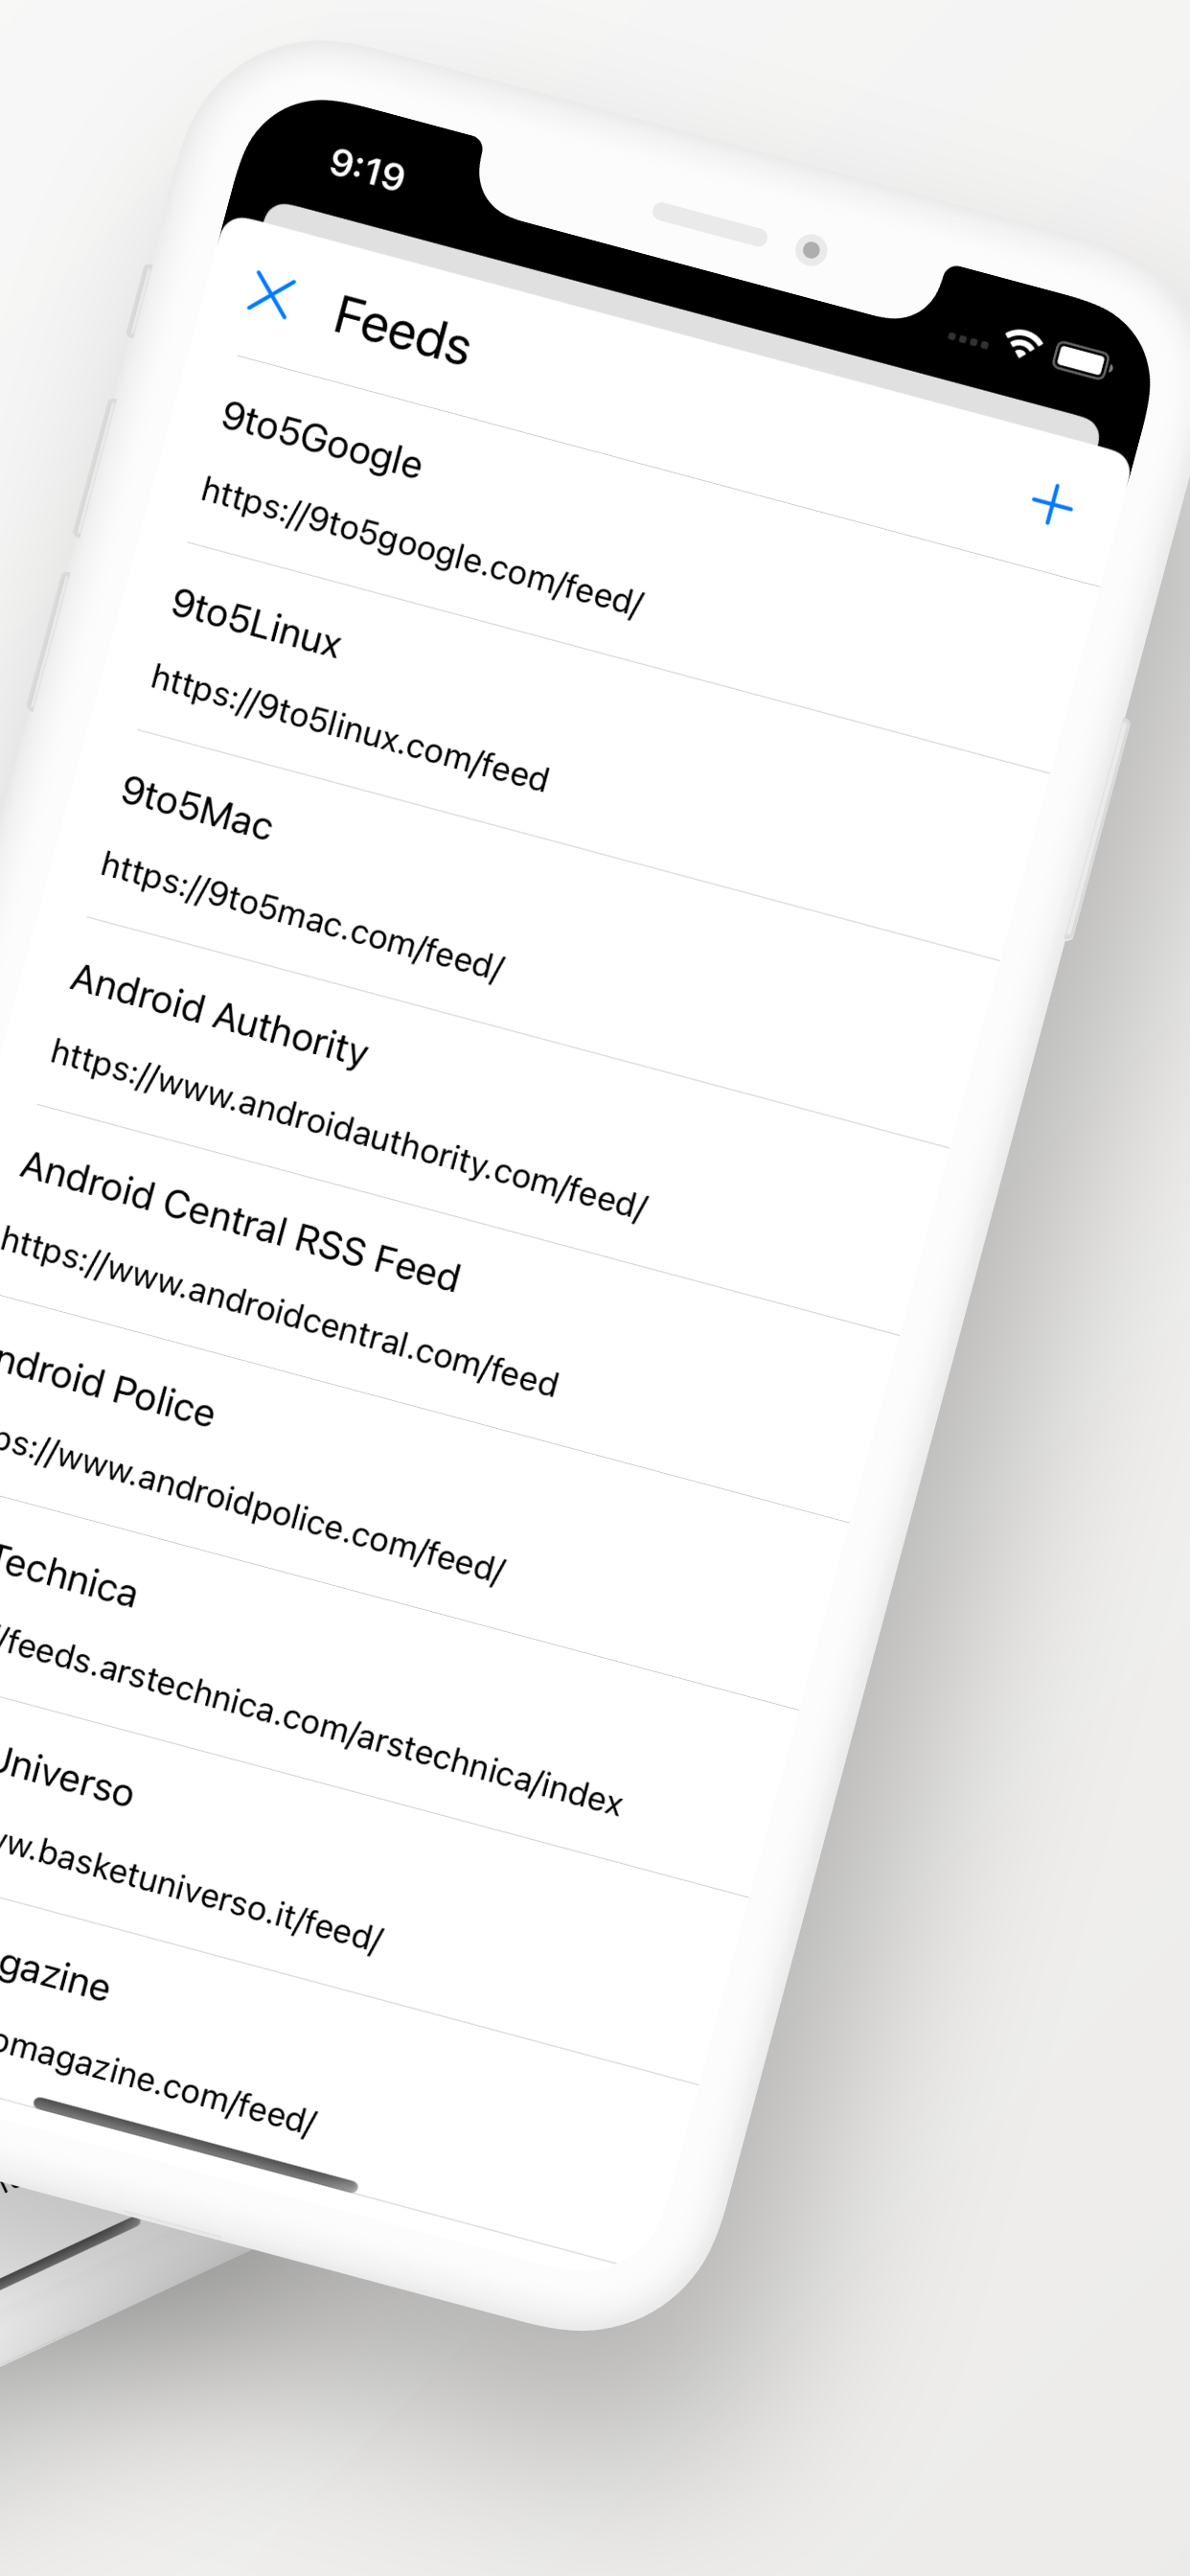 9:19
Feeds
9to5Google
https://9to5google.com/feed/
9to5Linux
https://9to5linux.com/feed
9to5Mac
https://9to5mac.com/feed/
Android Authority
https://www.androidauthority.com/feed/
Android Central RSS Feed
https://www.androidcentral.com/feed
ndroid Police
ps://www.androidpolice.com/feed/
Technica
/feeds.arstechnica.com/arstechnica/index
Universo
w.basketuniverso.it/feed/
gazine
omagazine.com/feed/